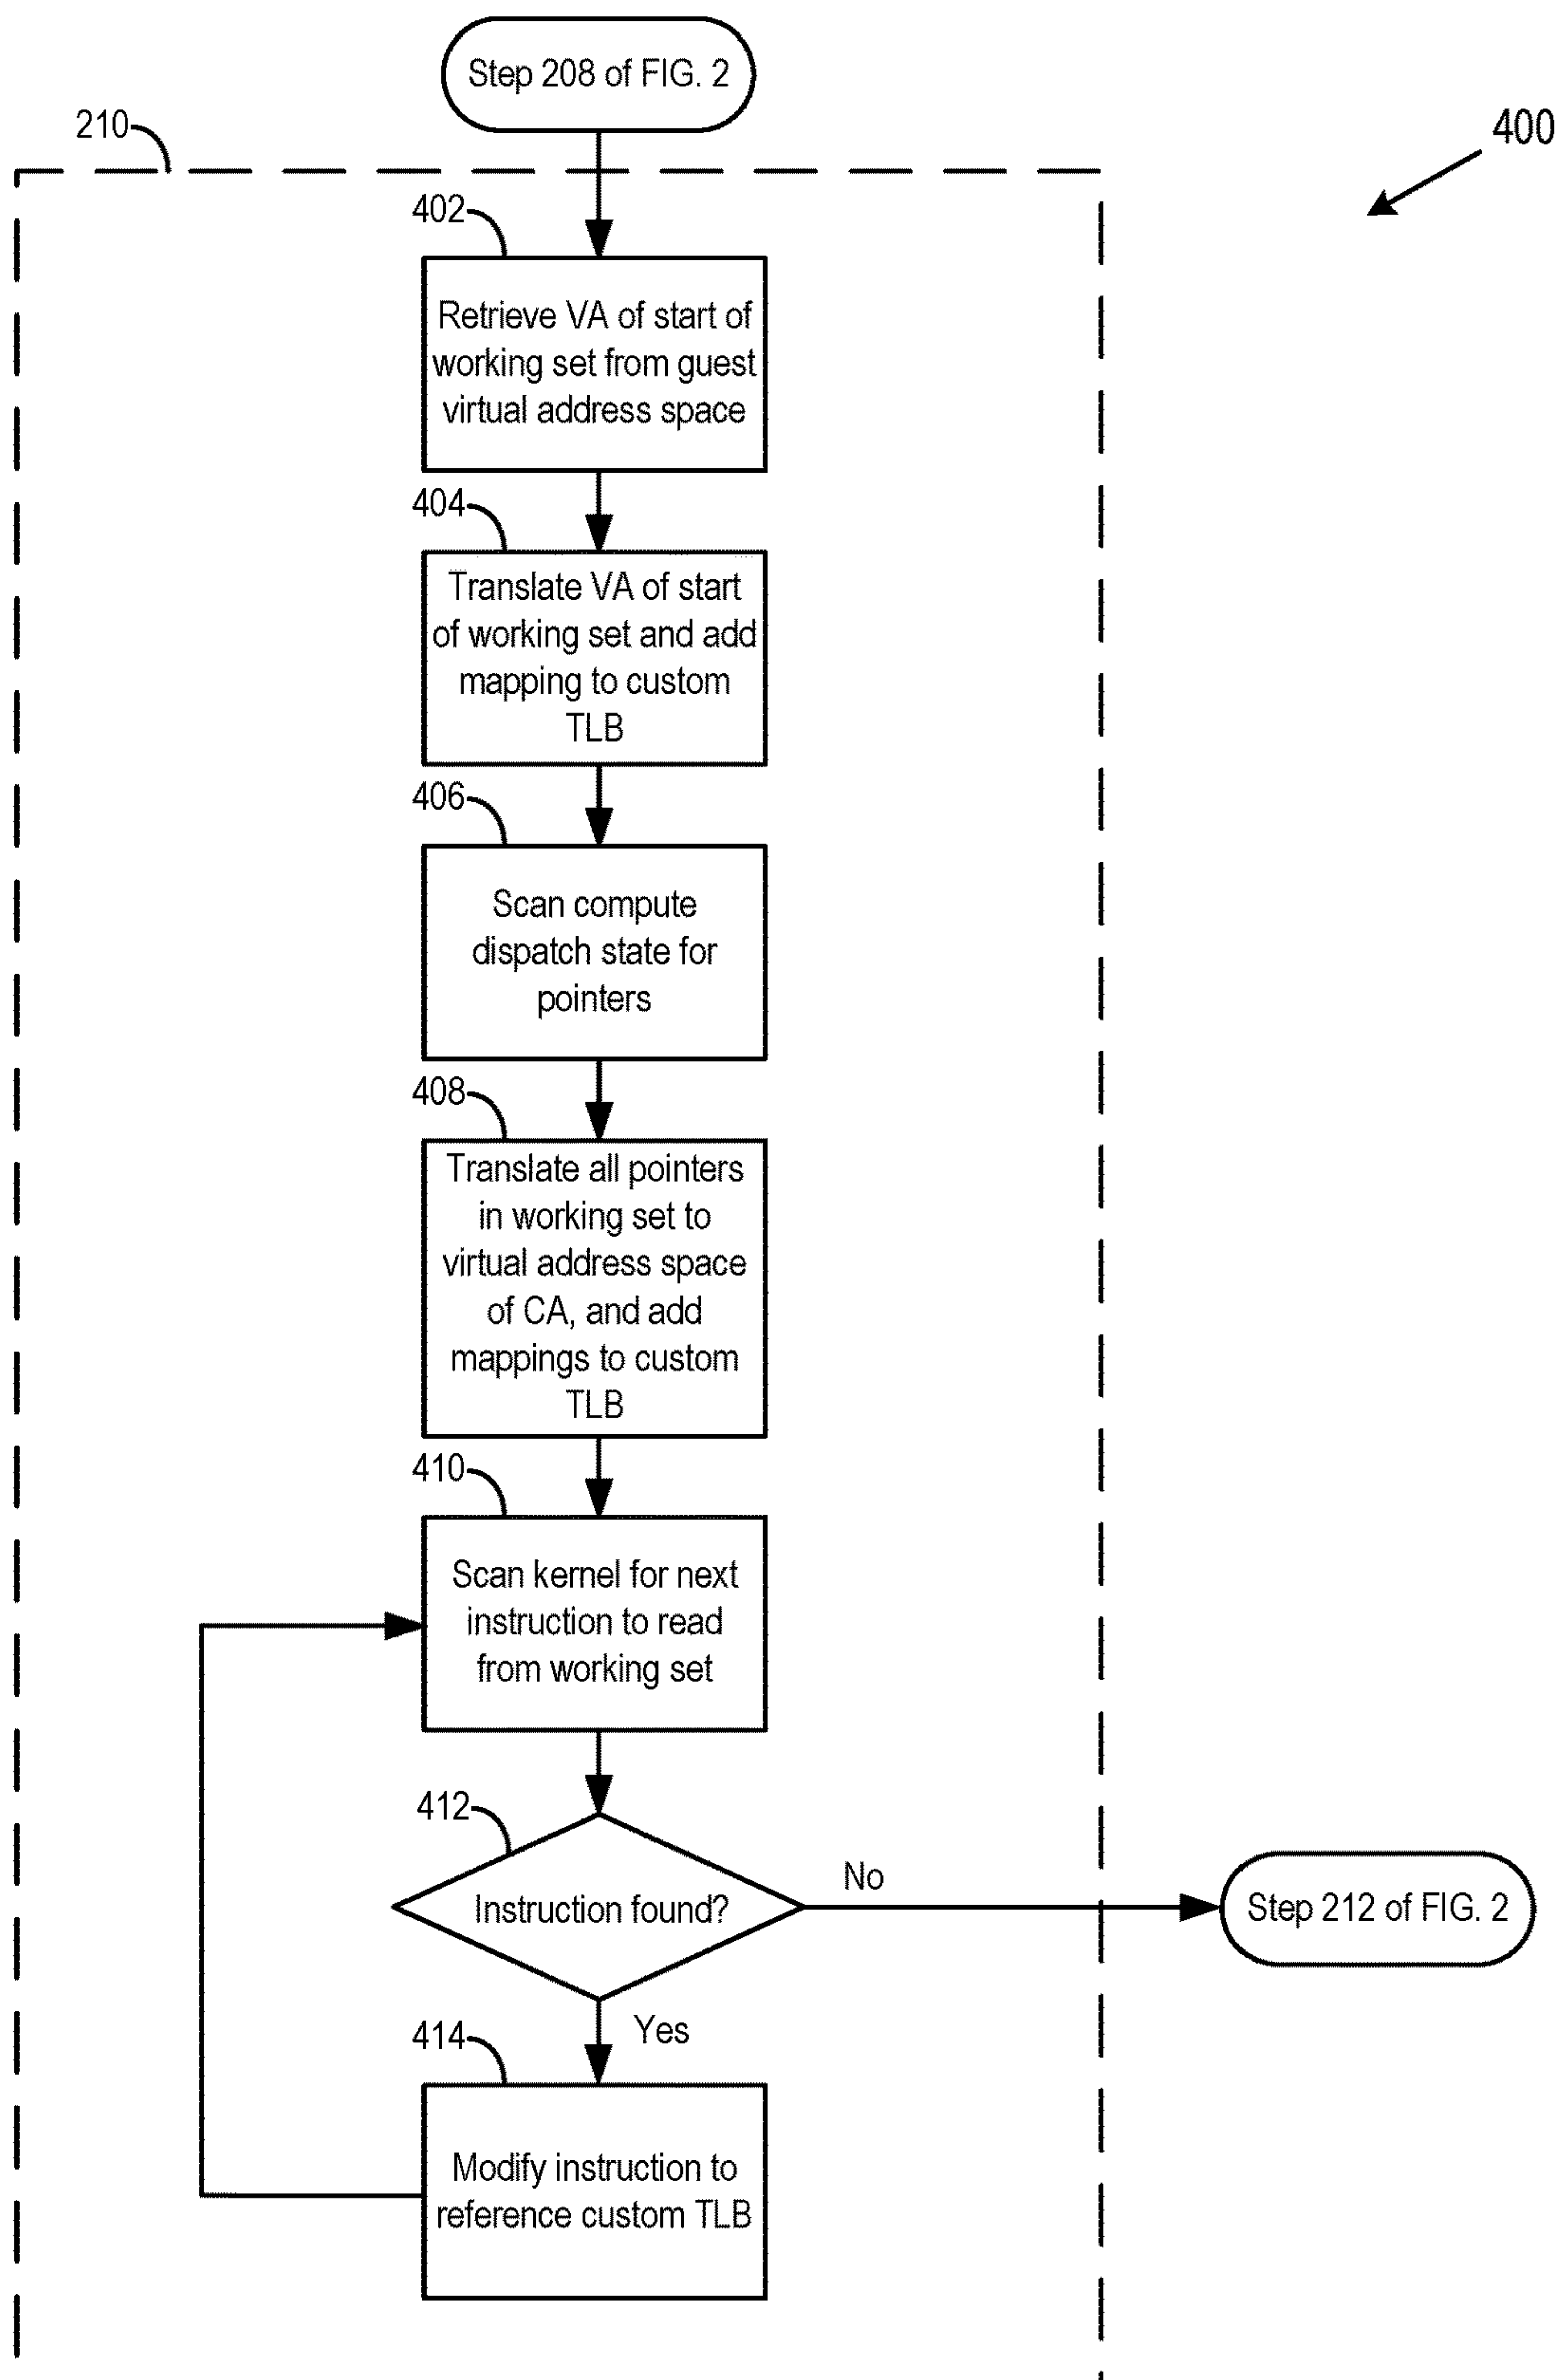 Step 208 of FIG. 2
210
400
402
Retrieve VA of start of
working set from guest
virtual address space
404
Translate VA of start
of working set and add
mapping to custom
TLB
406
Scan compute
dispatch state for
pointers
408
Translate all pointers
in working set to
virtual address space
of CA, and add
mappings to custom
TLB
410
Scan kernel for next
instruction to read
from working set
412
Instruction found?
No
Step 212 of FIG. 2
Yes
414
Modify instruction to
reference custom TLB